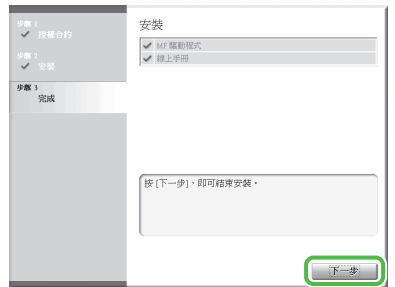 步驟 1
授權合約
步驟 2
安裝
步驟 3
完成
安裝
MF 驅動程式
線上手冊
按 [下一步]，即可結束安裝。
下一步